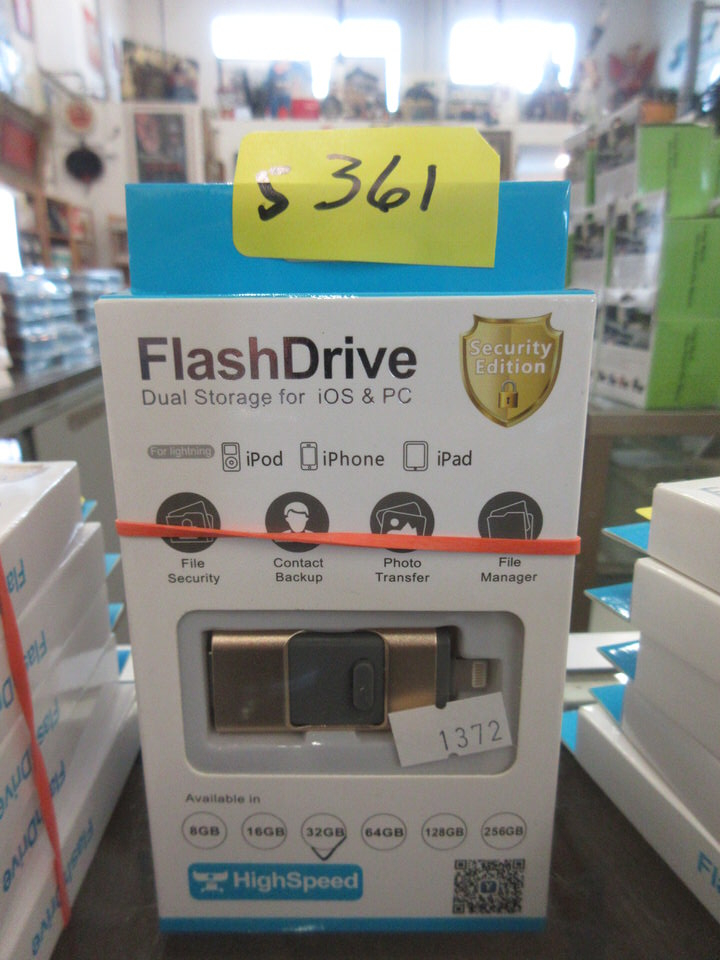 S 361
FlashDrive
Dual Storage for iOS & PC
Security
Edition
For lightning
iPod
iPhone
iPad
File
Security
Contact
Backup
Photo
Transfer
File
Manager
1372
Available in
8GB
16GB
32GB
64GB
128GB
256GB
HighSpeed